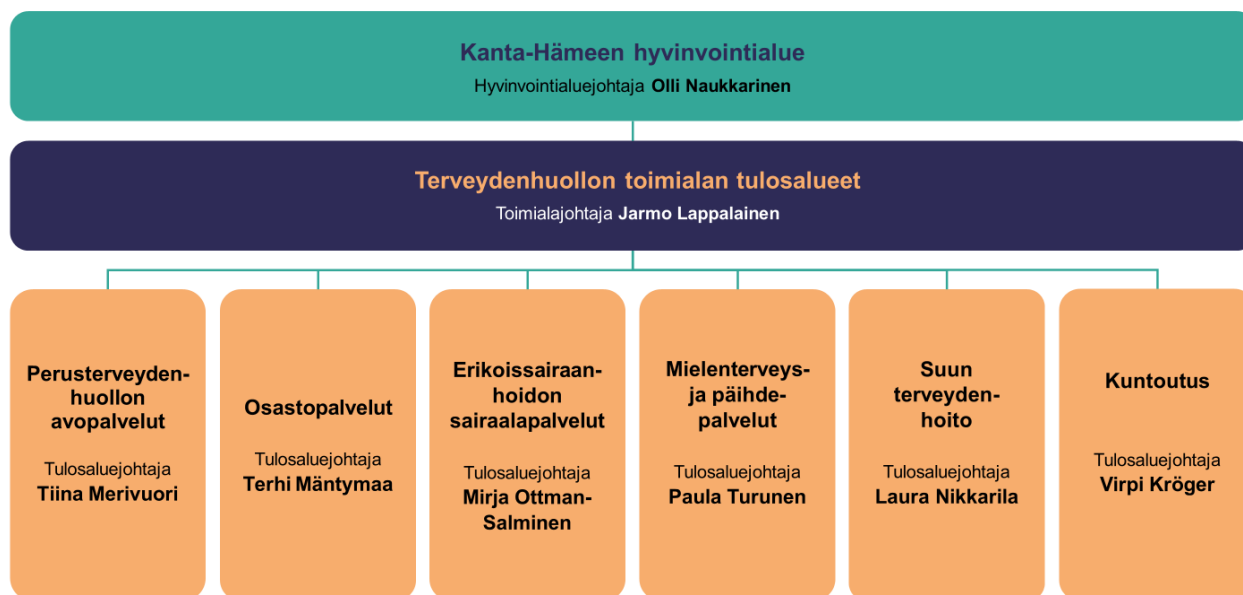 Kanta-Hämeen hyvinvointialue
Hyvinvointialuejohtaja Olli Naukkarinen
Terveydenhuollon toimialan tulosalueet
Toimialajohtaja Jarmo Lappalainen
Perusterveyden-
huollon
avopalvelut
Tulosaluejohtaja
Tiina Merivuori
Osastopalvelut
Tulosaluejohtaja
Terhi Mäntymaa
Erikoissairaan-
hoidon
sairaalapalvelut
Tulosaluejohtaja
Mirja Ottman-
Salminen
Mielenterveys-
ja päihde-
palvelut
Tulosaluejohtaja
Paula Turunen
Suun
terveyden-
hoito
Tulosaluejohtaja
Laura Nikkarila
Kuntoutus
Tulosaluejohtaja
Virpi Kröger